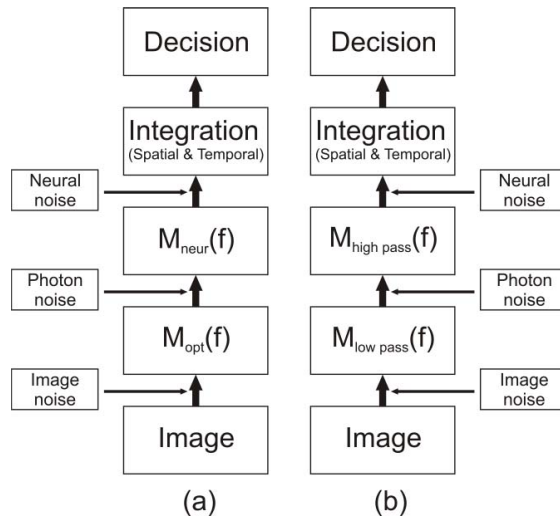 Decision
Integration
(Spatial & Temporal)
Neural
noise
Mneur(f)
Photon
noise
Mopt(f)
Image
noise
Image
(a)
Decision
Integration
(Spatial & Temporal)
Neural
noise
Mhigh pass(f)
Photon
noise
Mlow pass(f)
Image
noise
Image
(b)